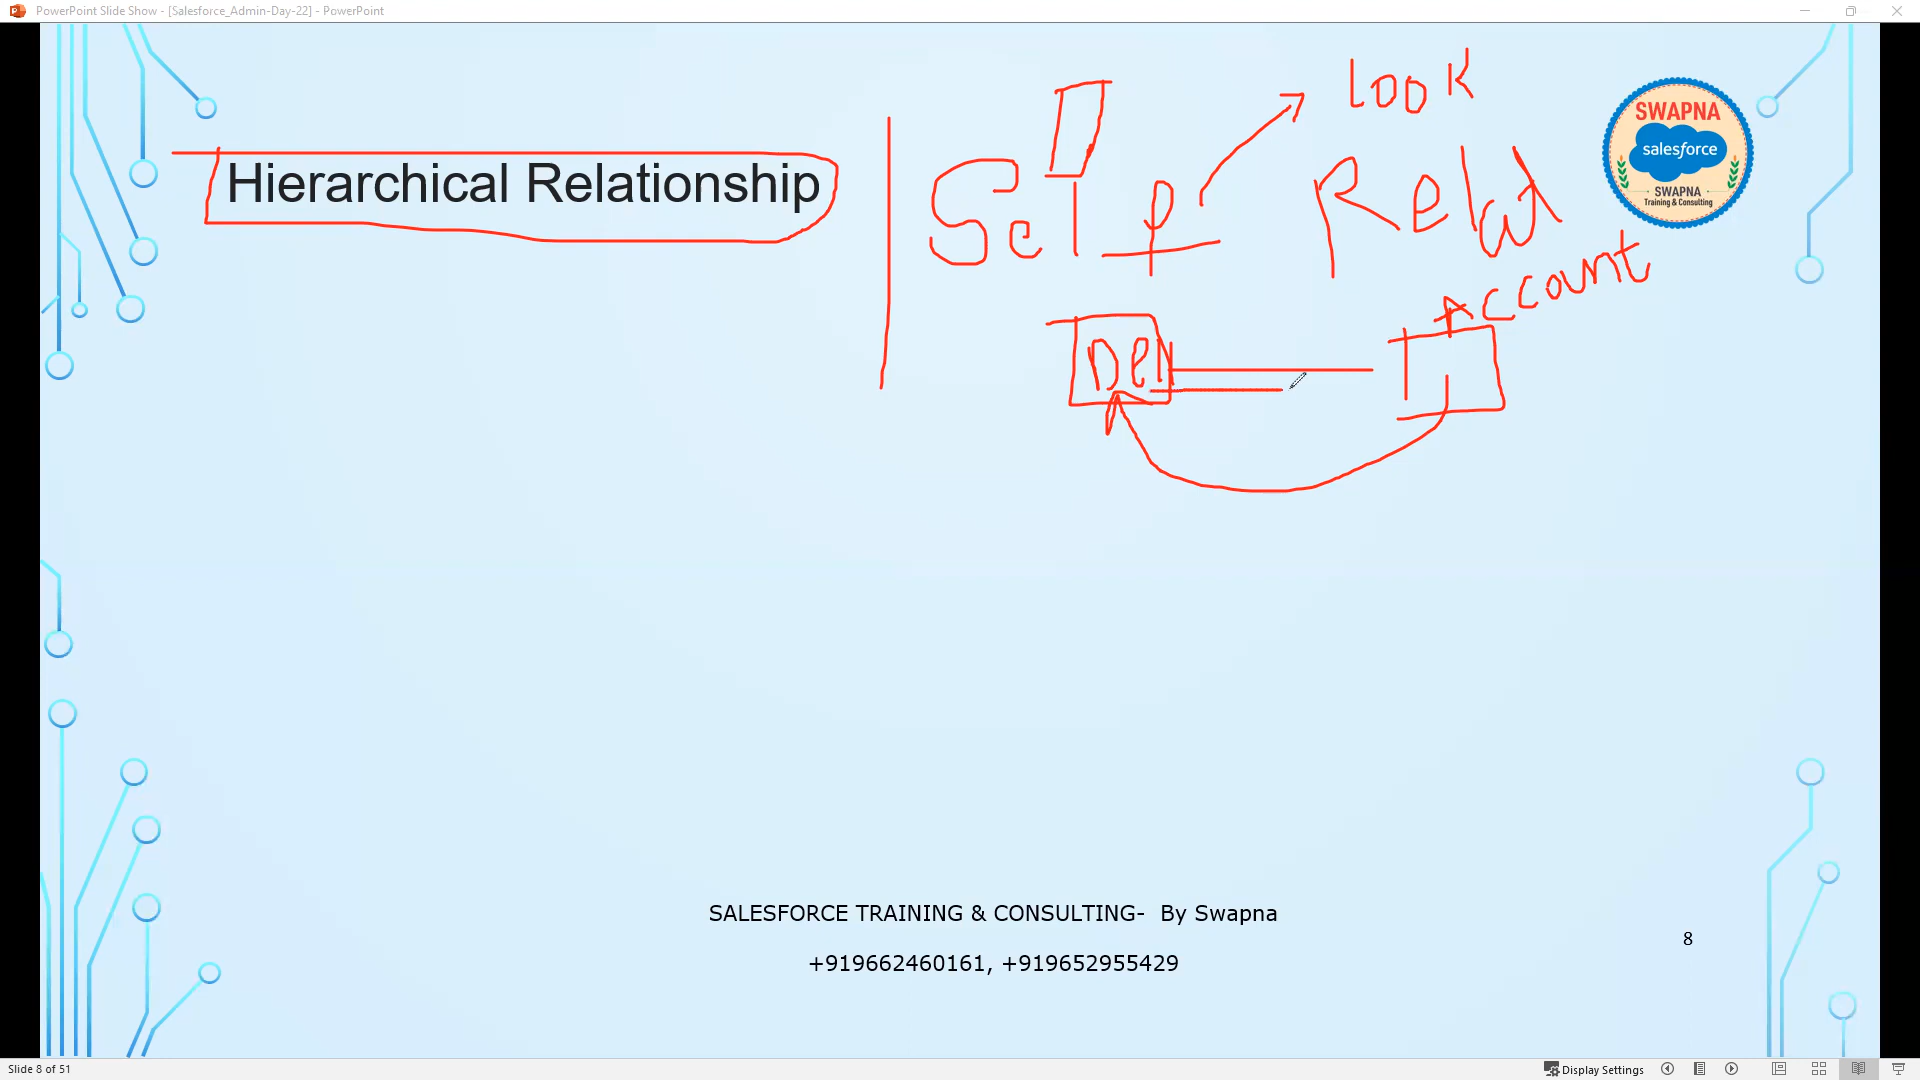 PowerPoint Slide Show - [Salesforce_Admin-Day-22] - PowerPoint
Look
Hierarchical Relationship
Self
Relat
SWAPNA
salesforce
SWAPNA
Training & Consulting
Account
Del
SALESFORCE TRAINING & CONSULTING- By Swapna
8
+919662460161, +919652955429
Slide 8 of 51
Display Settings